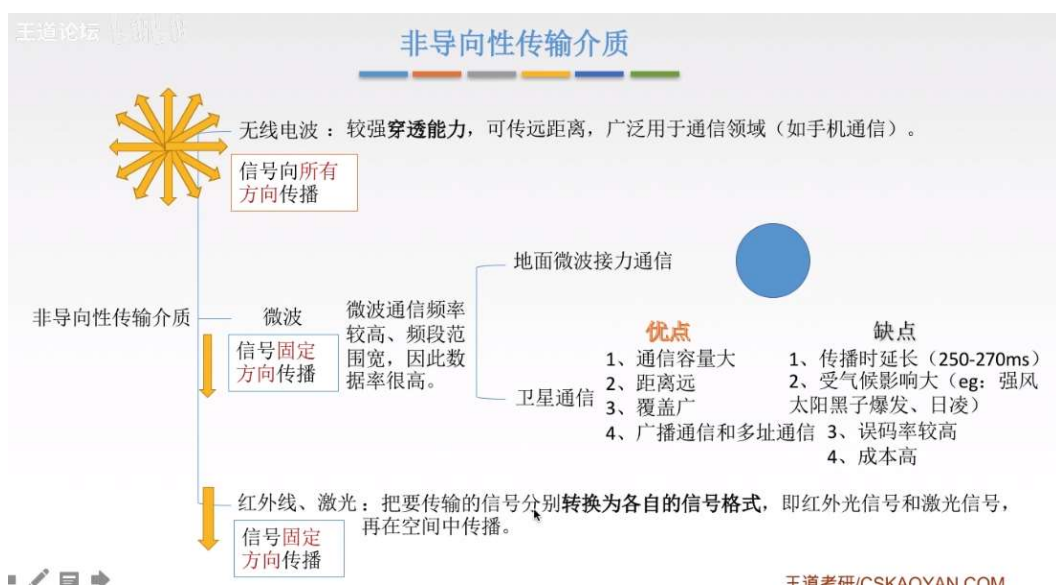 王道论坛
非导向性传输介质
无线电波：较强穿透能力，可传远距离，广泛用于通信领域（如手机通信）。
信号向所有
方向传播
非导向性传输介质
微波
信号固定
方向传播
微波通信频率
较高、频段范
围宽，因此数
据率很高。
地面微波接力通信
卫星通信
优点
1、通信容量大
2、距离远
3、覆盖广
4、广播通信和多址通信
缺点
1、传播时延长（250-270ms）
2、受气候影响大（eg：强风
太阳黑子爆发、日凌）
3、误码率较高
4、成本高
红外线、激光：把要传输的信号分别转换为各自的信号格式，即红外光信号和激光信号，
再在空间中传播。
信号固定
方向传播
王道考研/CSKAOYAN.COM